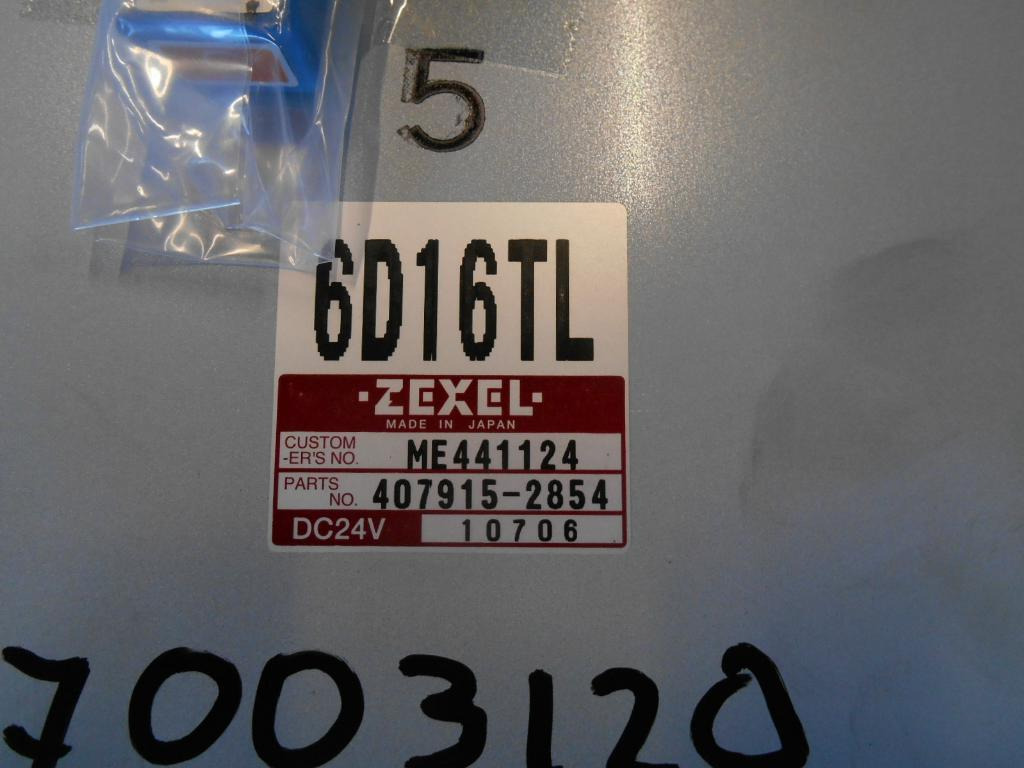 5
6D16TL
·ZEXEL·
MADE IN JAPAN
CUSTOM
-ER'S NO. ME441124
PARTS
NO. 407915-2854
DC24V 10706
7003120